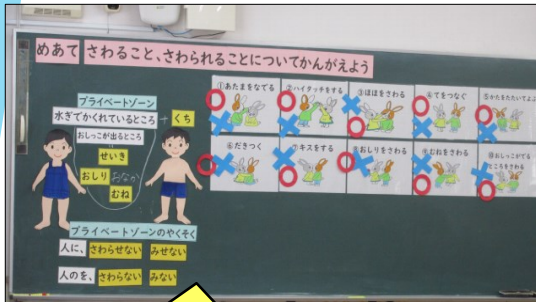 めあて さわること、さわられることについてかんがえよう
プライベートゾーン
水ぎでかくれているところ + くち
おしっこが出るところ
せいき
おしり おなか
むね
プライベートゾーンのやくそく
人に、さわらせない みせない
人のを、さわらない みない
①あたまをなでる
②ハイタッチをする
③ほほをさわる
④てをつなぐ
⑤かたをたたいてよぶ
⑥だきつく
⑦キスをする
⑧おしりをさわる
⑨むねをさわる
⑩おしっこがでるところをさわる